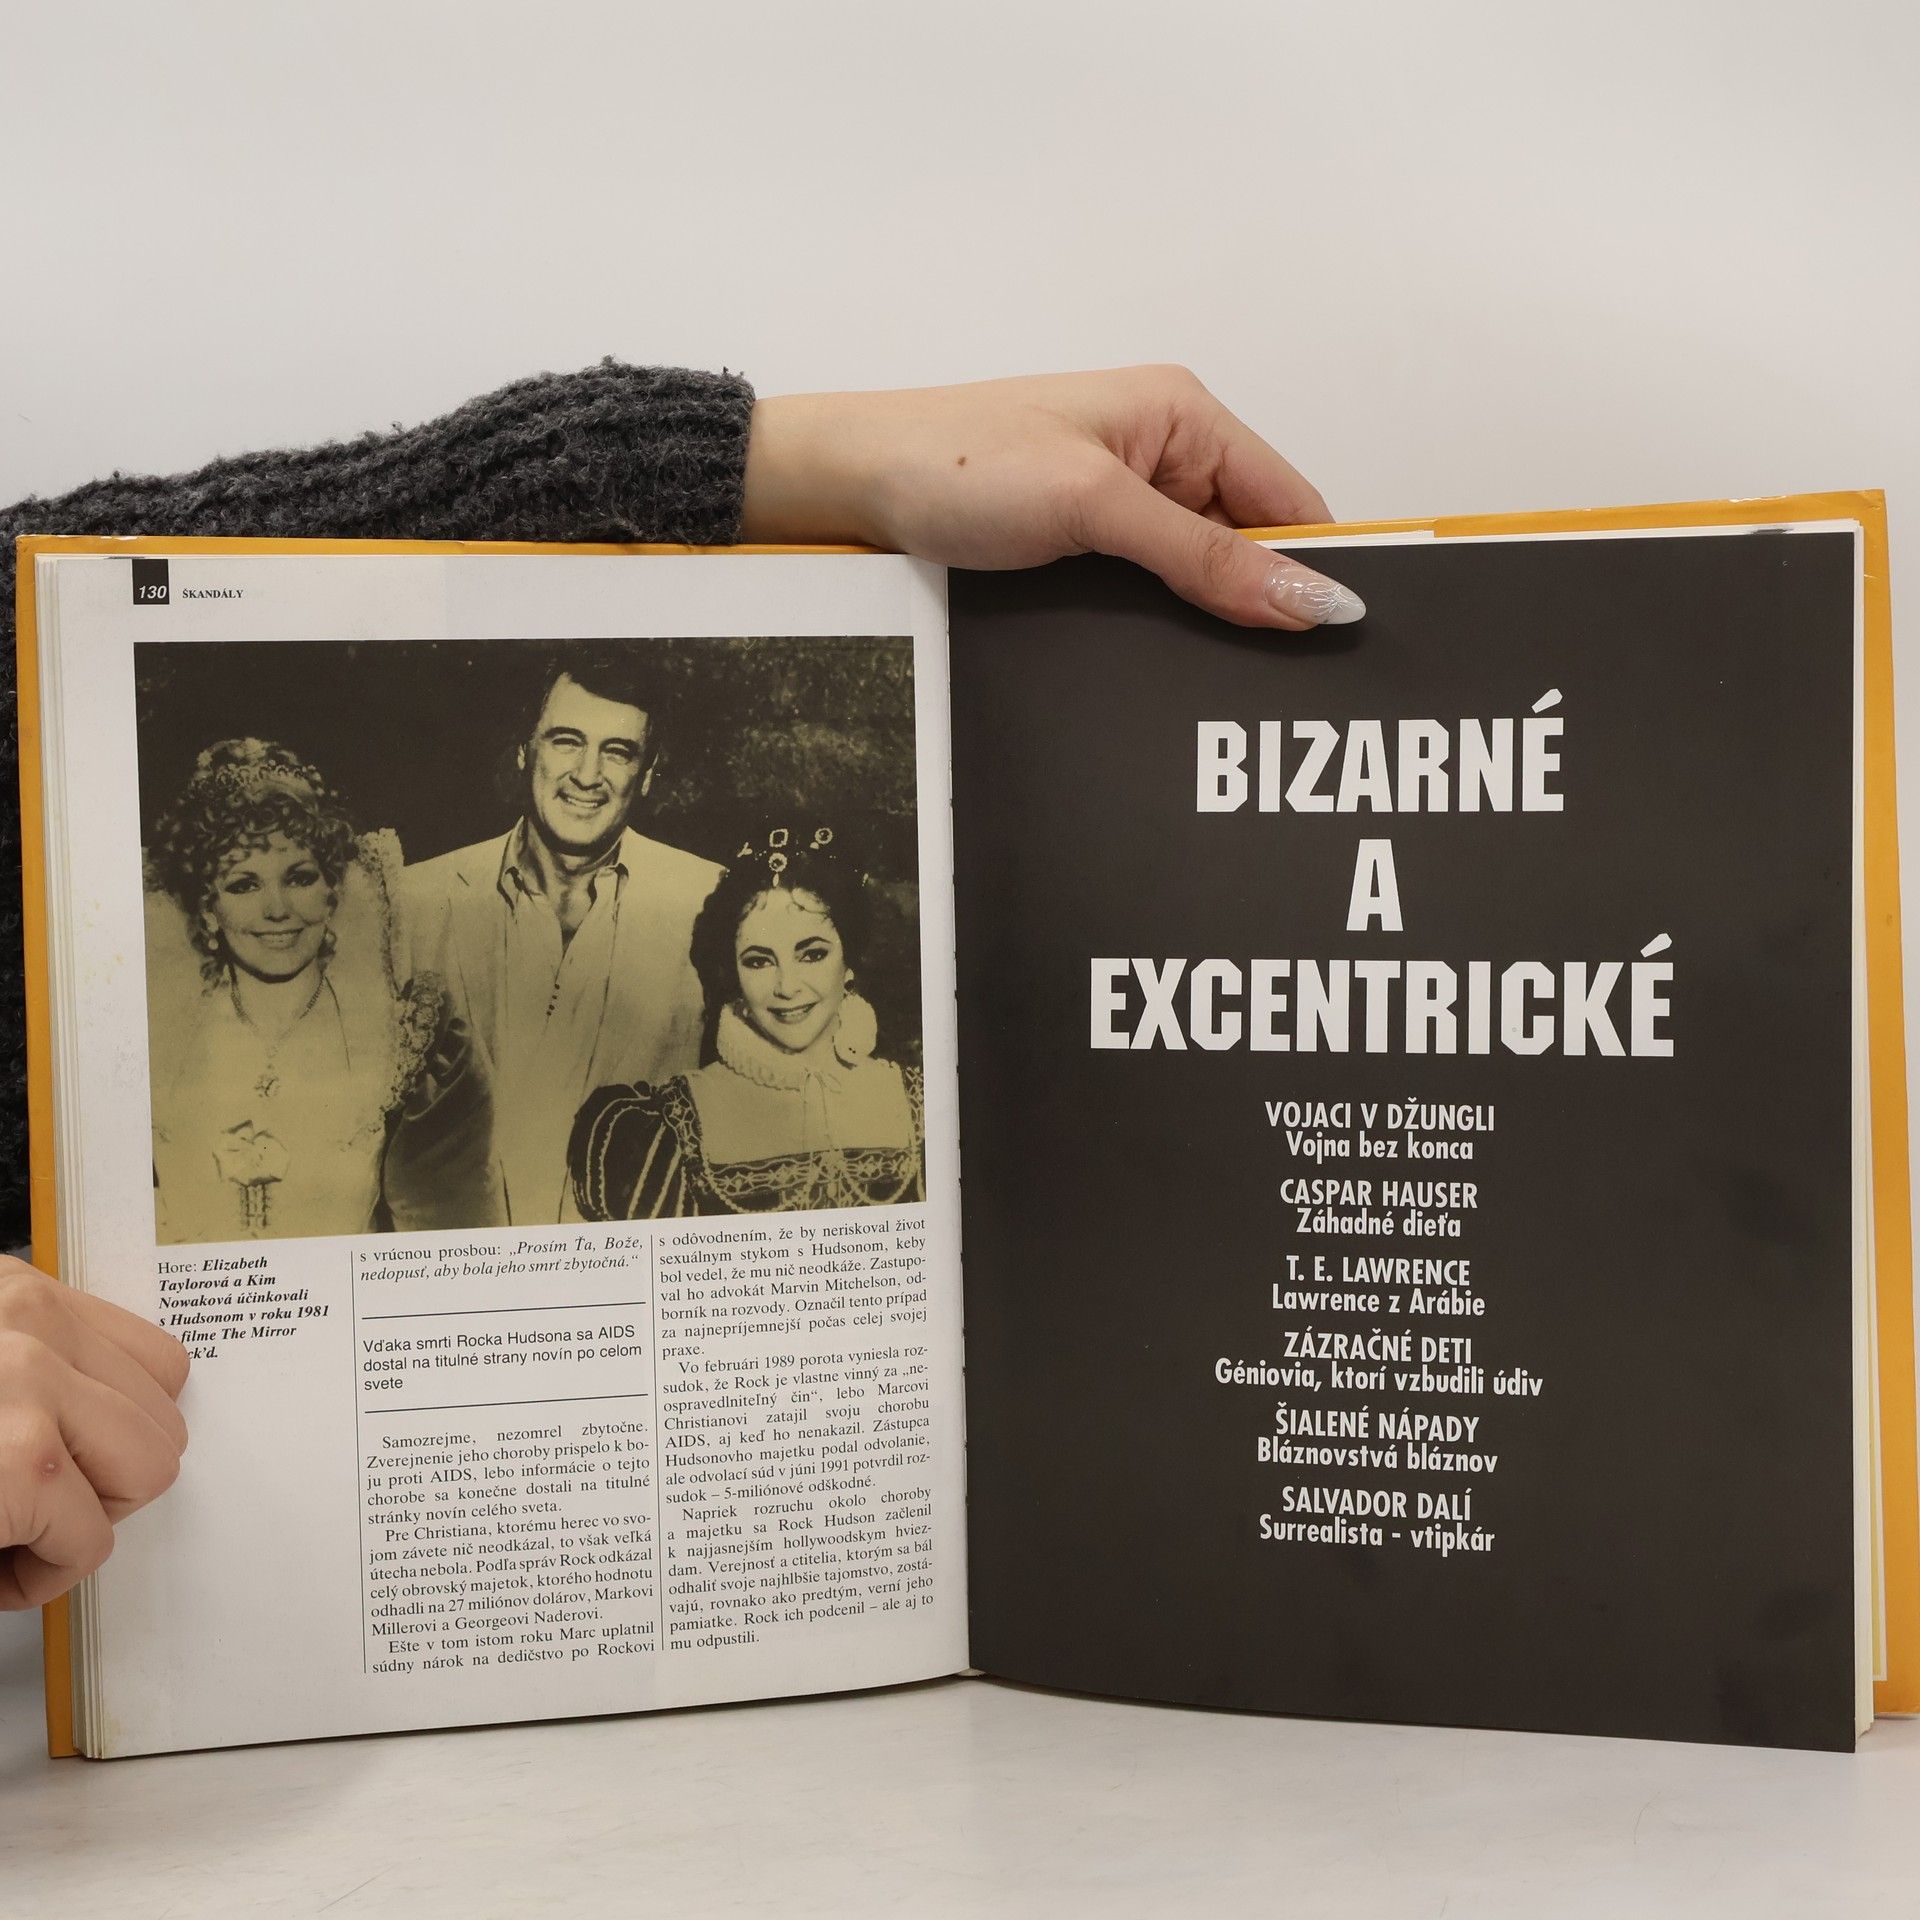 130 ŠKANDÁLY
Hore: Elizabeth
Taylorová a Kim
Nowaková účinkovali
s Hudsonom v roku 1981
filme The Mirror
ck'd.
s vrúcnou prosbou: „Prosím Ťa, Bože,
nedopusť, aby bola jeho smrť zbytočná.“
Vďaka smrti Rocka Hudsona sa AIDS
dostal na titulné strany novín po celom
svete
Samozrejme, nezomrel zbytočne.
Zverejnenie jeho choroby prispelo k bo-
ju proti AIDS, lebo informácie o tejto
chorobe sa konečne dostali na titulné
stránky novín celého sveta.
Pre Christiana, ktorému herec vo svo-
jom závete nič neodkázal, to však veľká
útecha nebola. Podľa správ Rock odkázal
celý obrovský majetok, ktorého hodnotu
odhadli na 27 miliónov dolárov, Markovi
Millerovi a Georgeovi Naderovi.
Ešte v tom istom roku Marc uplatnil
súdny nárok na dedičstvo po Rockovi
s odôvodnením, že by neriskoval život
sexuálnym stykom s Hudsonom, keby
bol vedel, že mu nič neodkáže. Zastupo-
val ho advokát Marvin Mitchelson, od-
borník na rozvody. Označil tento prípad
za najnepríjemnejší počas celej svojej
praxe.
Vo februári 1989 porota vyniesla roz-
sudok, že Rock je vlastne vinný za „ne-
ospravedlniteľný čin“, lebo Marcovi
Christianovi zatajil svoju chorobu
AIDS, aj keď ho nenakazil. Zástupca
Hudsonovho majetku podal odvolanie,
ale odvolací súd v júni 1991 potvrdil roz-
sudok – 5-miliónové odškodné.
Napriek rozruchu okolo choroby
a majetku sa Rock Hudson začlenil
k najjasnejším hollywoodskym hviez-
dam. Verejnosť a ctitelia, ktorým sa bál
odhaliť svoje najhlbšie tajomstvo, zostá-
vajú, rovnako ako predtým, verní jeho
pamiatke. Rock ich podcenil – ale aj to
mu odpustili.
BIZARNÉ
A
EXCENTRICKÉ
VOJACI V DŽUNGLI
Vojna bez konca
CASPAR HAUSER
Záhadné dieťa
T. E. LAWRENCE
Lawrence z Arábie
ZÁZRAČNÉ DETI
Géniovia, ktorí vzbudili údiv
ŠIALENÉ NÁPADY
Bláznovstvá bláznov
SALVADOR DALÍ
Surrealista - vtipkár